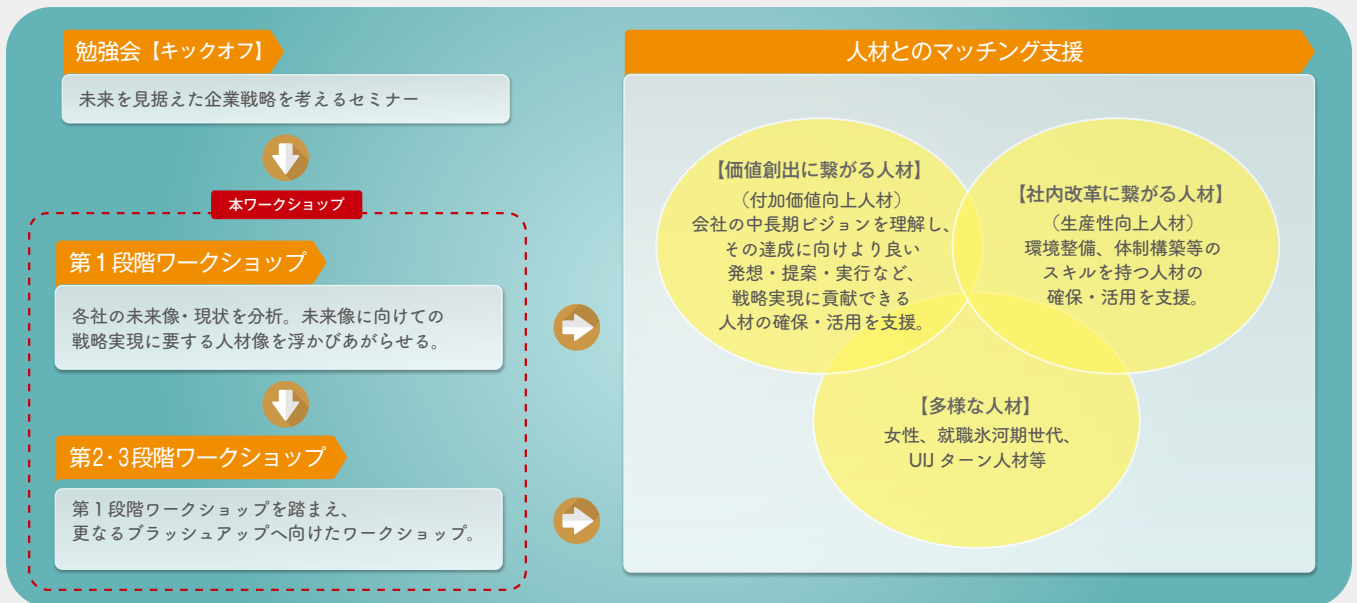 勉強会【キックオフ】
未来を見据えた企業戦略を考えるセミナー
本ワークショップ
第1段階ワークショップ
各社の未来像・現状を分析。未来像に向けての
戦略実現に要する人材像を浮かびあがらせる。
第2・3段階ワークショップ
第1段階ワークショップを踏まえ、
更なるブラッシュアップへ向けたワークショップ。
人材とのマッチング支援
【価値創出に繋がる人材】
（付加価値向上人材）
会社の中長期ビジョンを理解し、
その達成に向けより良い
発想・提案・実行など、
戦略実現に貢献できる
人材の確保・活用を支援。
【社内改革に繋がる人材】
（生産性向上人材）
環境整備、体制構築等の
スキルを持つ人材の
確保・活用を支援。
【多様な人材】
女性、就職氷河期世代、
UIJ ターン人材等